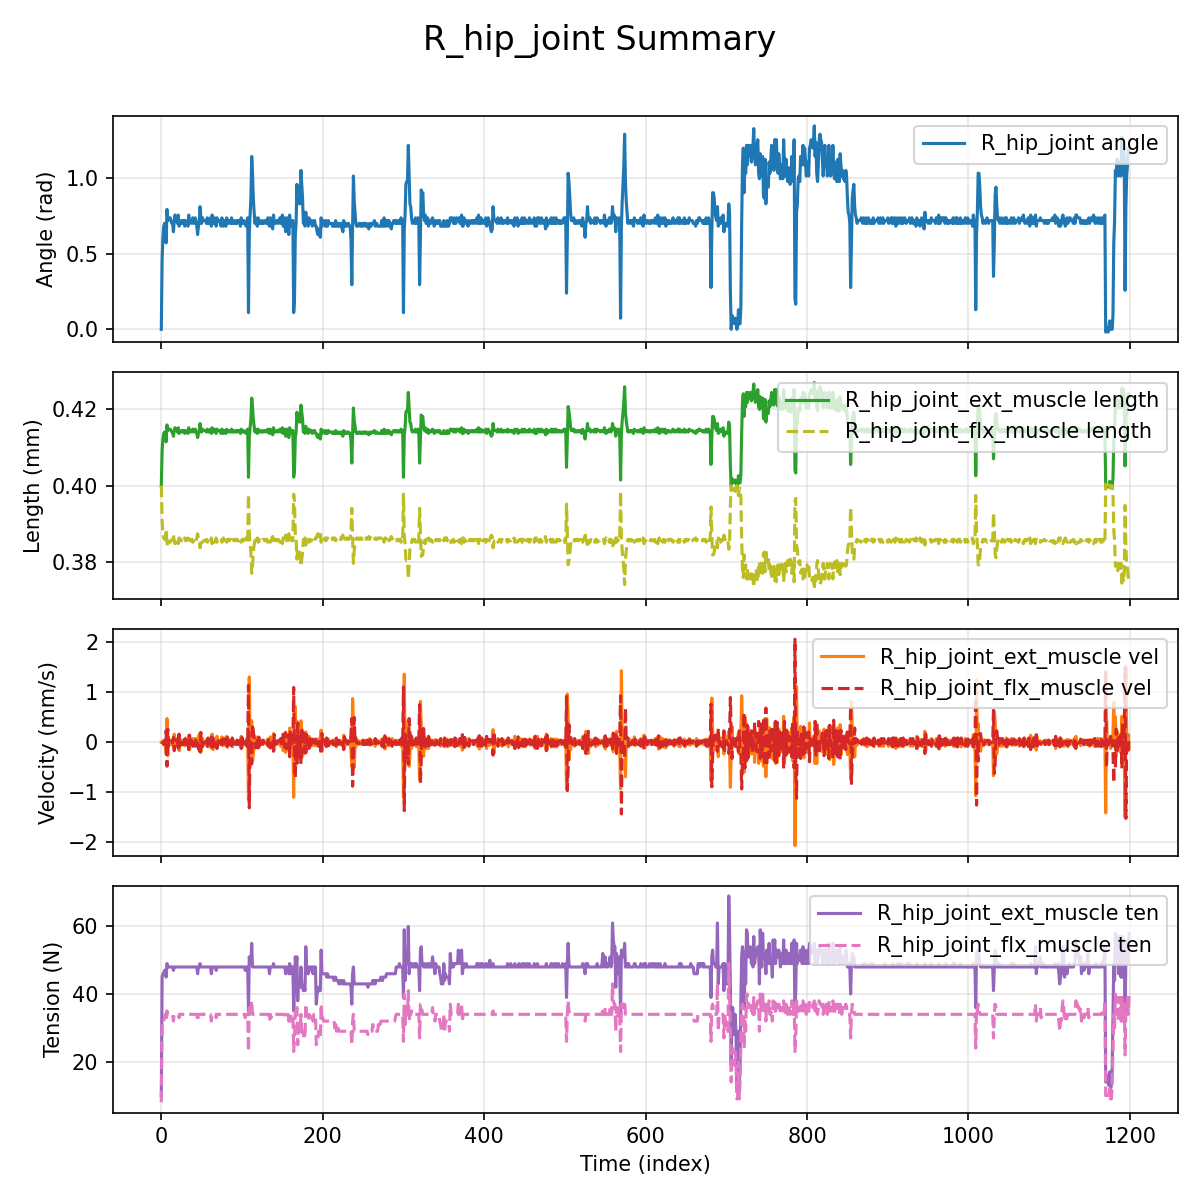 R_hip_joint Summary
1.0
0.5
0.0
Angle (rad)
R_hip_joint angle
0.42
0.40
0.38
Length (mm)
R_hip_joint_ext_muscle length
R_hip_joint_flx_muscle length
2
1
0
−1
−2
Velocity (mm/s)
R_hip_joint_ext_muscle vel
R_hip_joint_flx_muscle vel
60
40
20
Tension (N)
R_hip_joint_ext_muscle ten
R_hip_joint_flx_muscle ten
0 200 400 600 800 1000 1200
Time (index)